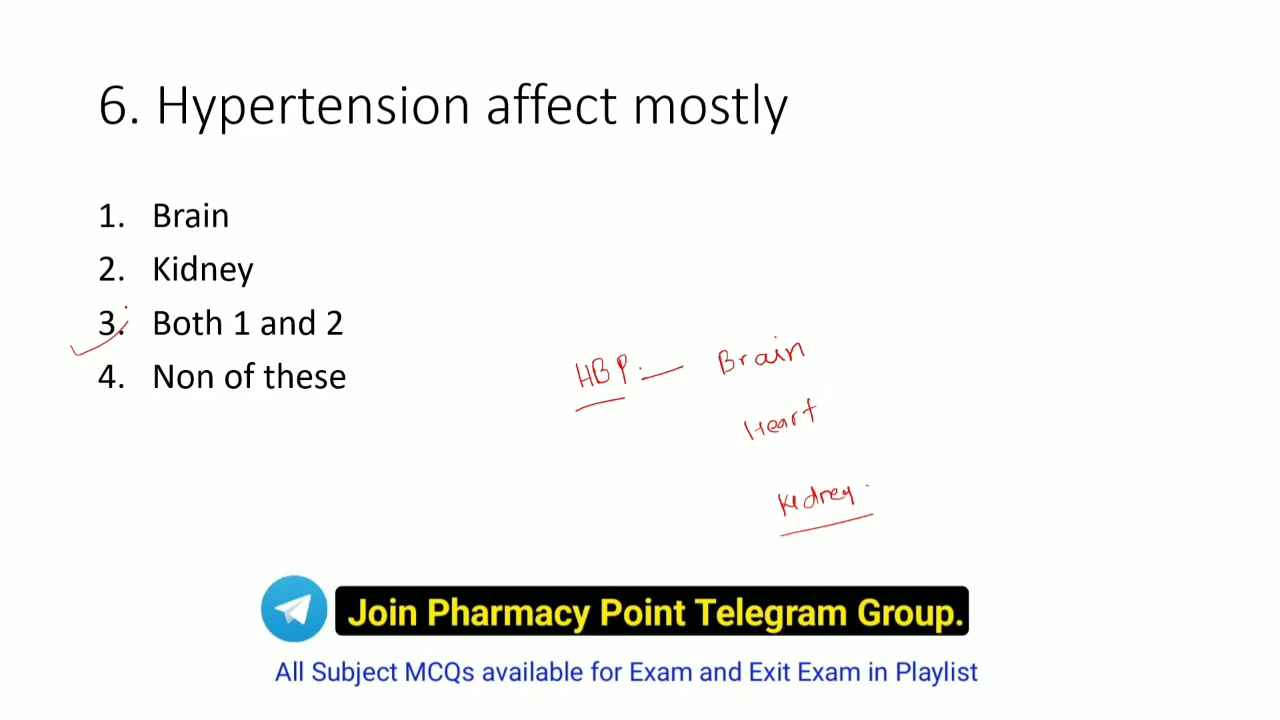 6. Hypertension affect mostly
1. Brain
2. Kidney
3. Both 1 and 2
4. Non of these
HBP.— Brain
Heart
Kidney.
Join Pharmacy Point Telegram Group.
All Subject MCQs available for Exam and Exit Exam in Playlist